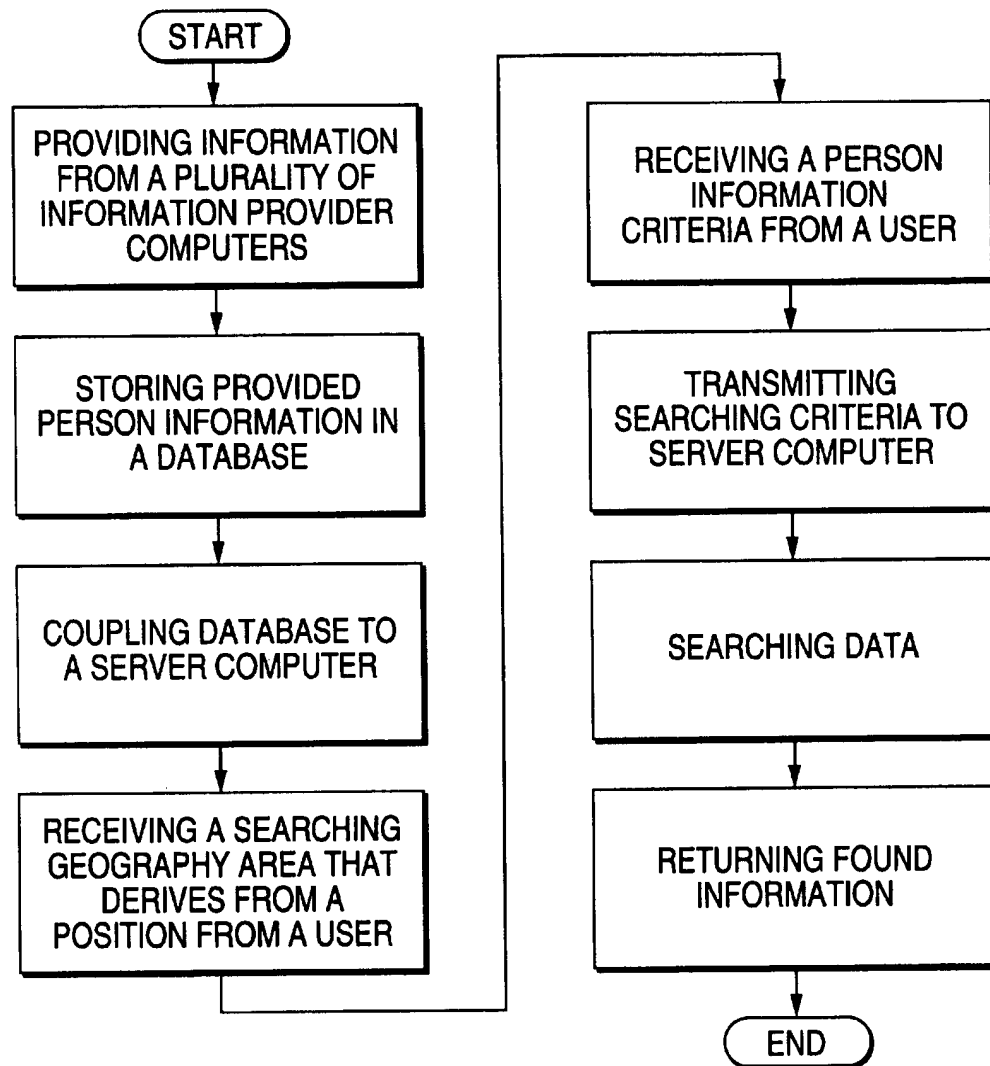 START
PROVIDING INFORMATION
FROM A PLURALITY OF
INFORMATION PROVIDER
COMPUTERS
STORING PROVIDED
PERSON INFORMATION IN
A DATABASE
COUPLING DATABASE TO
A SERVER COMPUTER
RECEIVING A SEARCHING
GEOGRAPHY AREA THAT
DERIVES FROM A
POSITION FROM A USER
RECEIVING A PERSON
INFORMATION
CRITERIA FROM A USER
TRANSMITTING
SEARCHING CRITERIA TO
SERVER COMPUTER
SEARCHING DATA
RETURNING FOUND
INFORMATION
END